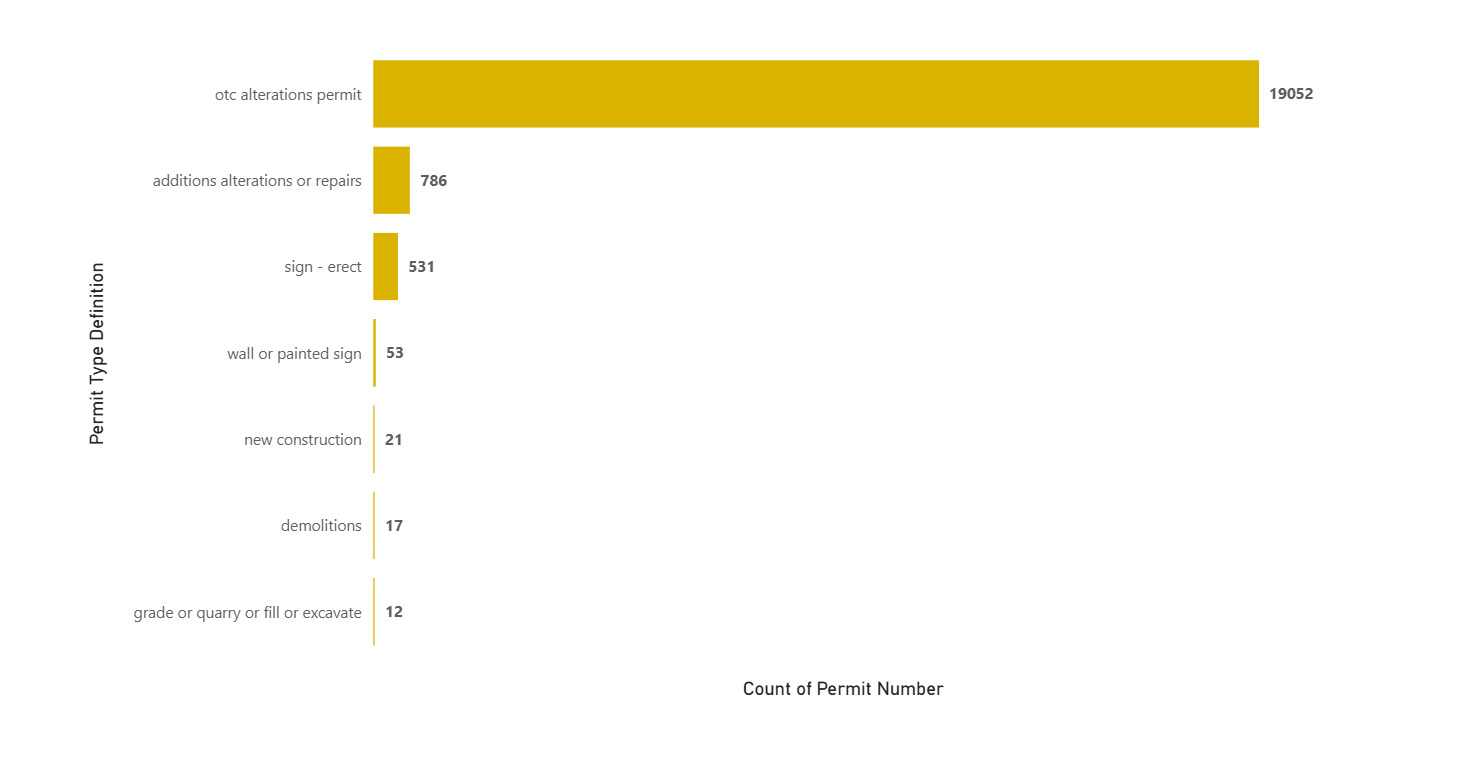 otc alterations permit 19052
additions alterations or repairs 786
sign - erect 531
wall or painted sign 53
new construction 21
demolitions 17
grade or quarry or fill or excavate 12
Permit Type Definition
Count of Permit Number